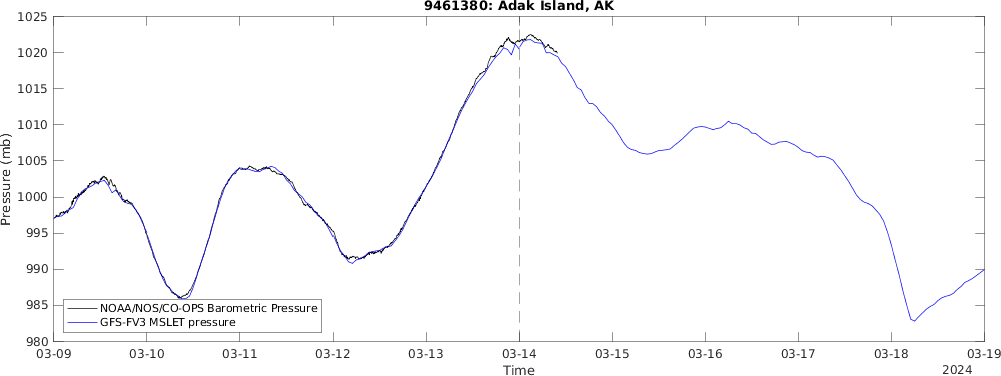 9461380: Adak Island, AK
Pressure (mb)
1025
1020
1015
1010
1005
1000
995
990
985
980
NOAA/NOS/CO-OPS Barometric Pressure
GFS-FV3 MSLET pressure
03-09 03-10 03-11 03-12 03-13 03-14 03-15 03-16 03-17 03-18 03-19
Time
2024